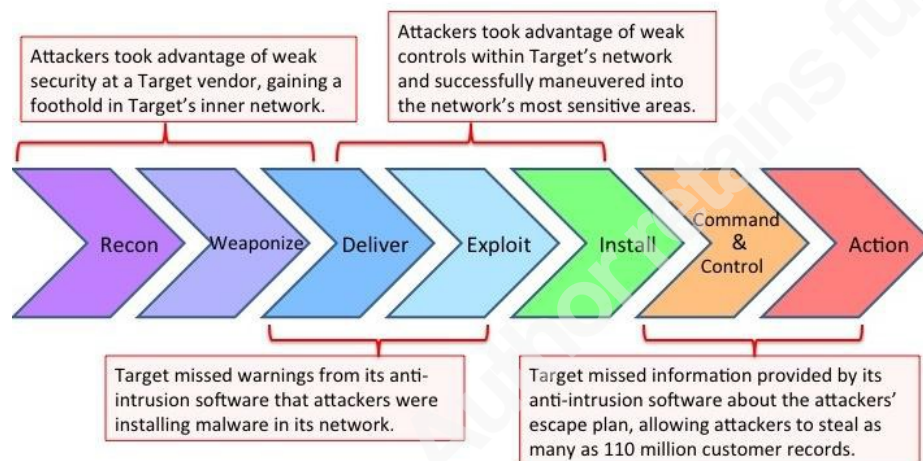 Attackers took advantage of weak
security at a Target vendor, gaining a
foothold in Target's inner network.
Attackers took advantage of weak
controls within Target's network
and successfully maneuvered into
the network's most sensitive areas.
Recon
Weaponize
Deliver
Exploit
Install
Command
&
Control
Action
Target missed warnings from its anti-
intrusion software that attackers were
installing malware in its network.
Target missed information provided by its
anti-intrusion software about the attackers'
escape plan, allowing attackers to steal as
many as 110 million customer records.
Author retains fu